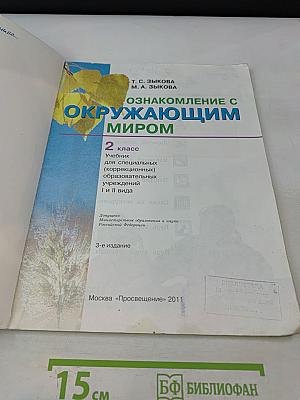 Т. С. ЗЫКОВА
М. А. ЗЫКОВА
ОЗНАКОМЛЕНИЕ С
ОКРУЖАЮЩИМ
МИРОМ
2 класс
Учебник
для специальных
(коррекционных)
образовательных
учреждений
I и II вида
Допущено
Министерством образования и науки
Российской Федерации
3-е издание
Москва «Просвещение» 2011
15 см
БФ БИБЛИОФАН